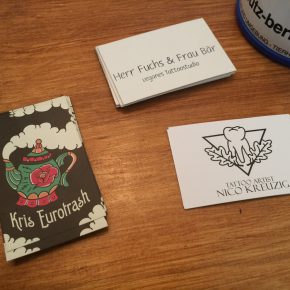 Herr Fuchs & Frau Bär
veganes Tattoostudio
Kris Eurotrash
TATTOO ARTIST
NICO KREUZIG